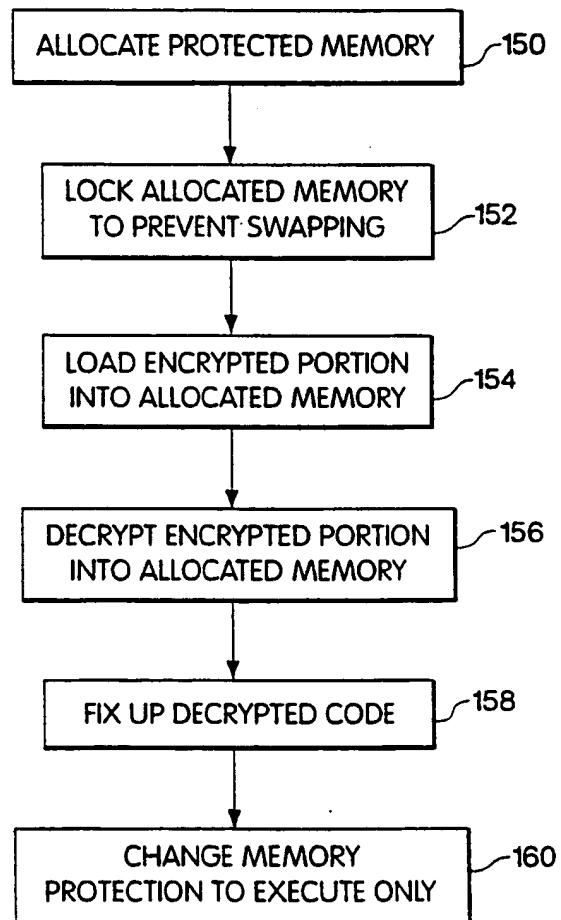 ALLOCATE PROTECTED MEMORY
150
LOCK ALLOCATED MEMORY
TO PREVENT SWAPPING
152
LOAD ENCRYPTED PORTION
INTO ALLOCATED MEMORY
154
DECRYPT ENCRYPTED PORTION
INTO ALLOCATED MEMORY
156
FIX UP DECRYPTED CODE
158
CHANGE MEMORY
PROTECTION TO EXECUTE ONLY
160